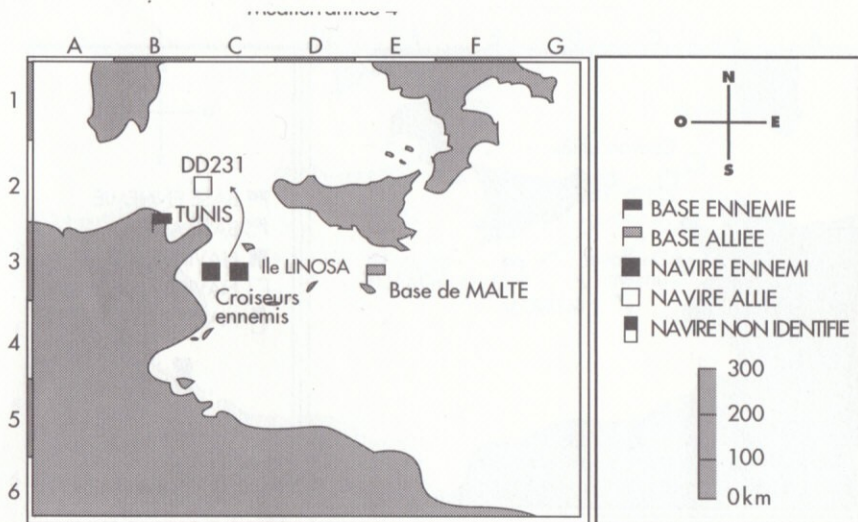 A B C D E F G
1
2
3
4
5
6
DD231
TUNIS
Ile LINOSA
Croiseurs
ennemis
Base de MALTE
N
O E
S
BASE ENNEMIE
BASE ALLIEE
NAVIRE ENNEMI
NAVIRE ALLIE
NAVIRE NON IDENTIFIE
300
200
100
0km